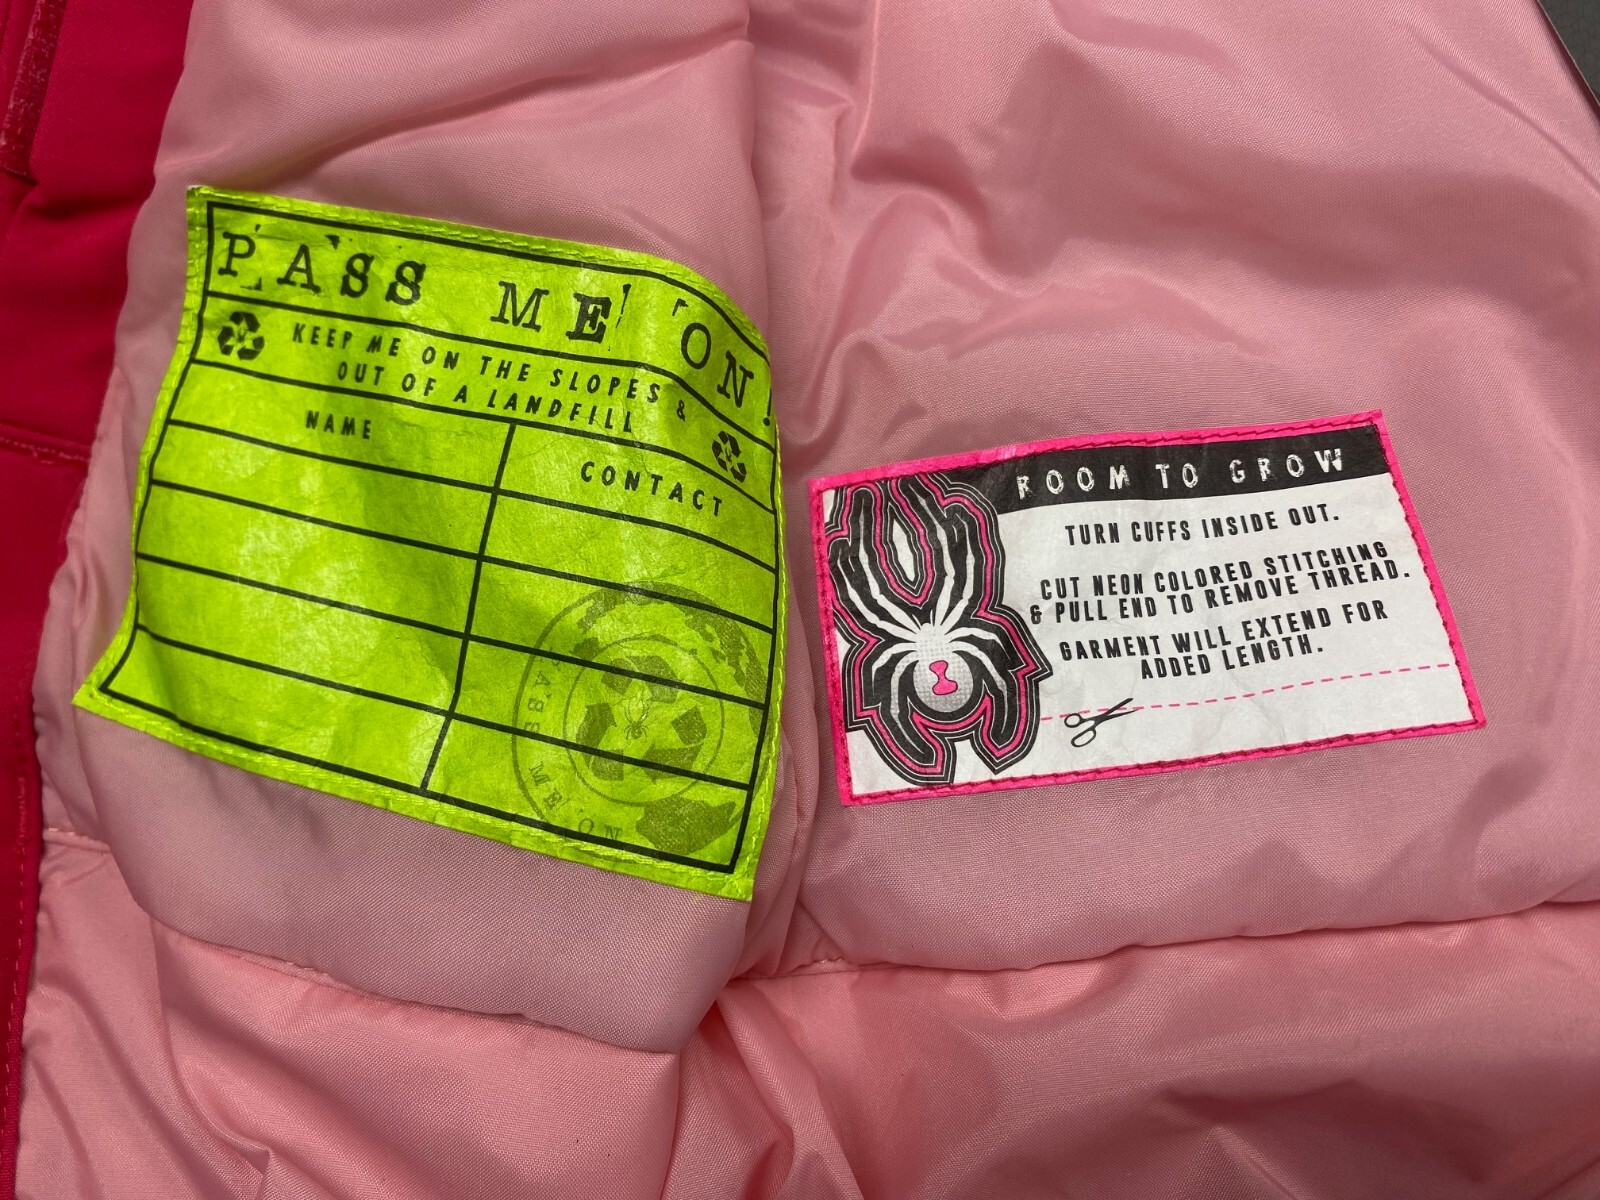 PASS ME ON!
KEEP ME ON THE SLOPES &
OUT OF A LANDFILL
NAME
CONTACT
PASS ME ON
ROOM TO GROW
TURN CUFFS INSIDE OUT.
CUT NEON COLORED STITCHING
& PULL END TO REMOVE THREAD.
GARMENT WILL EXTEND FOR
ADDED LENGTH.